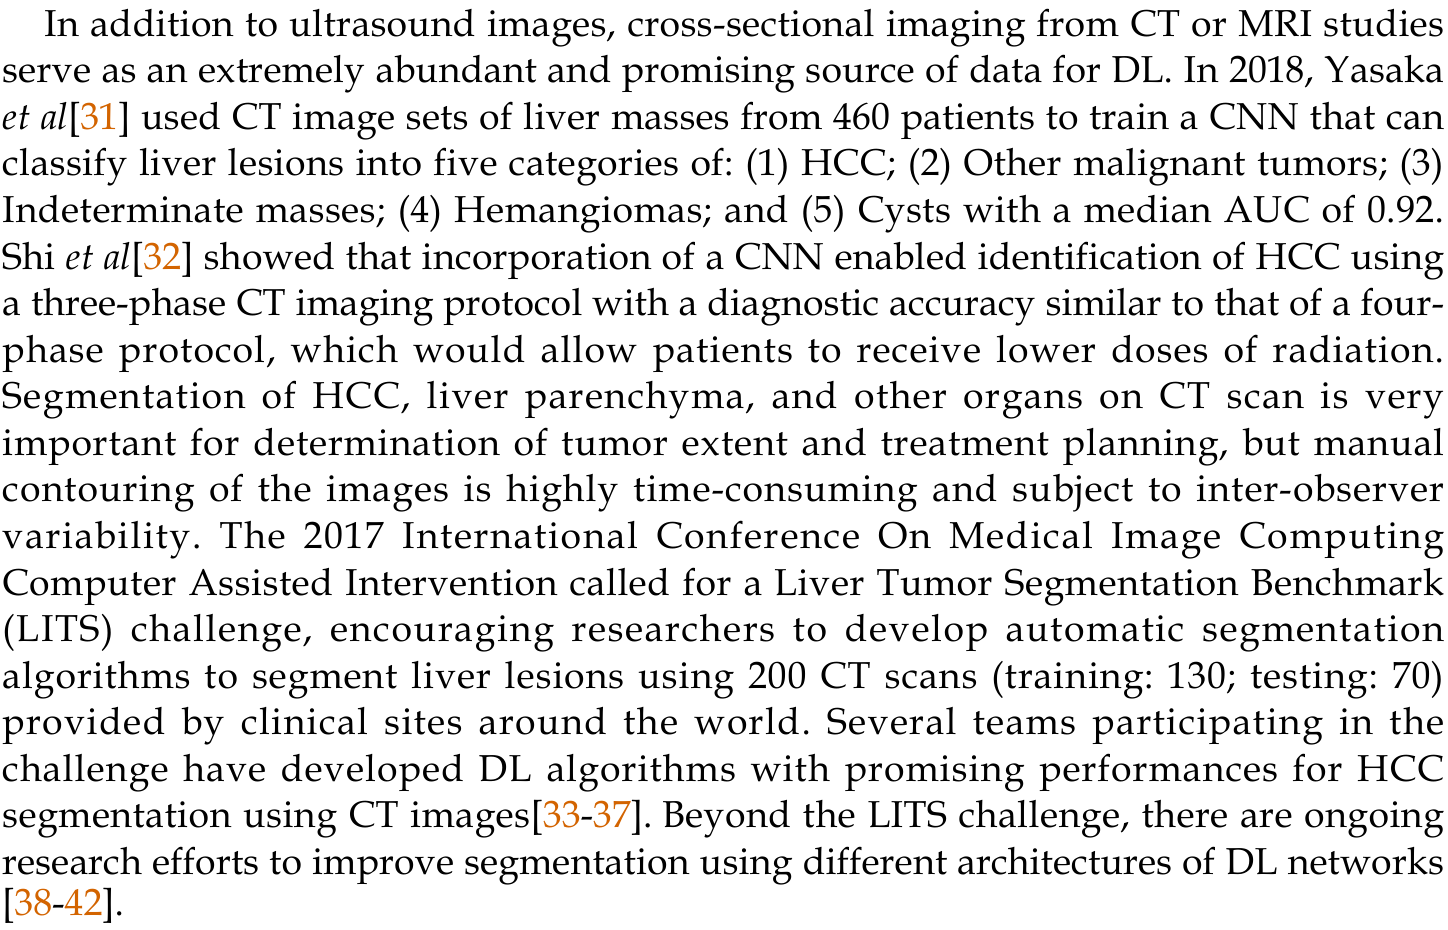 In addition to ultrasound images, cross-sectional imaging from CT or MRI studies
serve as an extremely abundant and promising source of data for DL. In 2018, Yasaka
et al[31] used CT image sets of liver masses from 460 patients to train a CNN that can
classify liver lesions into five categories of: (1) HCC; (2) Other malignant tumors; (3)
Indeterminate masses; (4) Hemangiomas; and (5) Cysts with a median AUC of 0.92.
Shi et al[32] showed that incorporation of a CNN enabled identification of HCC using
a three-phase CT imaging protocol with a diagnostic accuracy similar to that of a four-
phase protocol, which would allow patients to receive lower doses of radiation.
Segmentation of HCC, liver parenchyma, and other organs on CT scan is very
important for determination of tumor extent and treatment planning, but manual
contouring of the images is highly time-consuming and subject to inter-observer
variability. The 2017 International Conference On Medical Image Computing
Computer Assisted Intervention called for a Liver Tumor Segmentation Benchmark
(LITS) challenge, encouraging researchers to develop automatic segmentation
algorithms to segment liver lesions using 200 CT scans (training: 130; testing: 70)
provided by clinical sites around the world. Several teams participating in the
challenge have developed DL algorithms with promising performances for HCC
segmentation using CT images[33-37]. Beyond the LITS challenge, there are ongoing
research efforts to improve segmentation using different architectures of DL networks
[38-42].